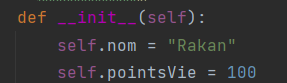 def __init__(self):
self.nom = "Rakan"
self.pointsVie = 100